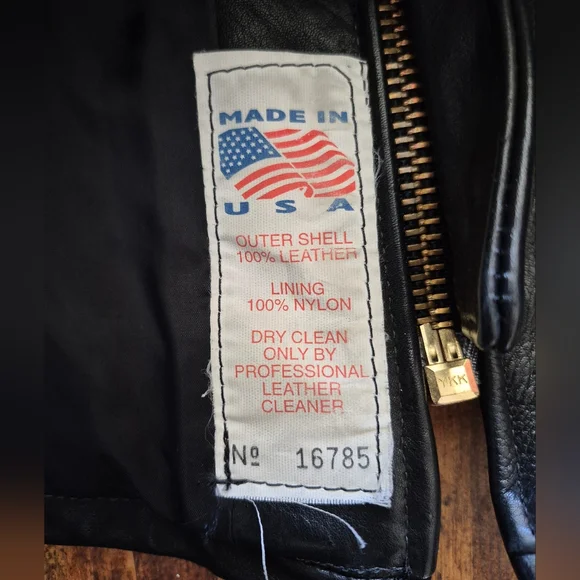 MADE IN
USA
OUTER SHELL
100% LEATHER
LINING
100% NYLON
DRY CLEAN
ONLY BY
PROFESSIONAL
LEATHER
CLEANER
Nº 16785
YKK